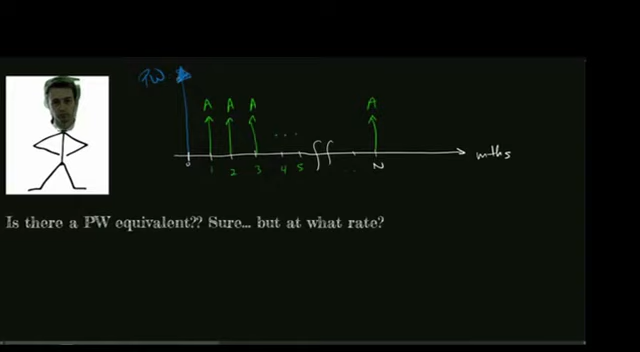 PW
A A A A
...
0 1 2 3 4 5 .. N mths
Is there a PW equivalent?? Sure... but at what rate?